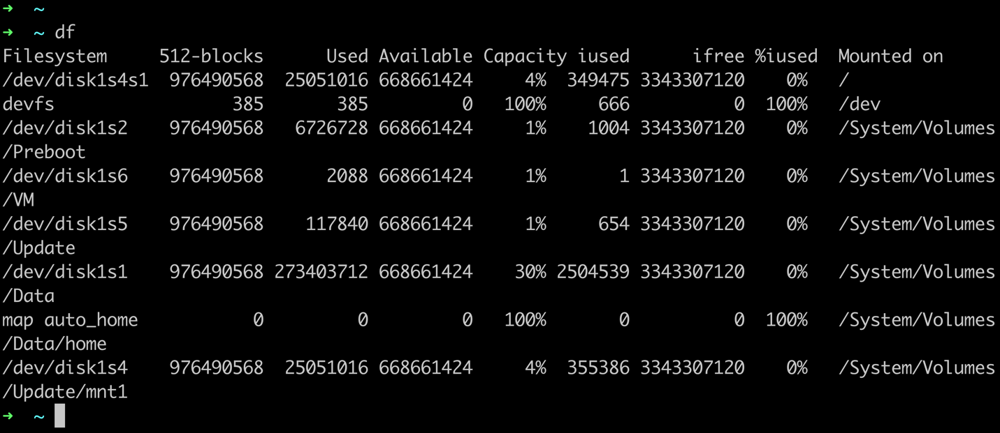 ➜  ~
➜  ~ df
Filesystem     512-blocks      Used Available Capacity iused      ifree %iused  Mounted on
/dev/disk1s4s1  976490568  25051016 668661424     4%  349475 3343307120    0%   /
devfs                 385       385         0   100%     666          0  100%   /dev
/dev/disk1s2    976490568   6726728 668661424     1%    1004 3343307120    0%   /System/Volumes
/Preboot
/dev/disk1s6    976490568      2088 668661424     1%       1 3343307120    0%   /System/Volumes
/VM
/dev/disk1s5    976490568    117840 668661424     1%     654 3343307120    0%   /System/Volumes
/Update
/dev/disk1s1    976490568 273403712 668661424    30% 2504539 3343307120    0%   /System/Volumes
/Data
map auto_home           0         0         0   100%       0          0  100%   /System/Volumes
/Data/home
/dev/disk1s4    976490568  25051016 668661424     4%  355386 3343307120    0%   /System/Volumes
/Update/mnt1
➜  ~